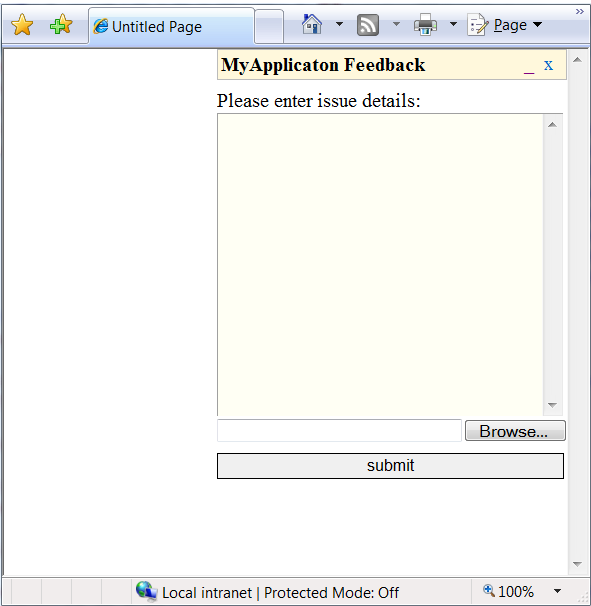 Untitled Page
Page
MyApplicaton Feedback _ x
Please enter issue details:
Browse...
submit
Local intranet | Protected Mode: Off
100%